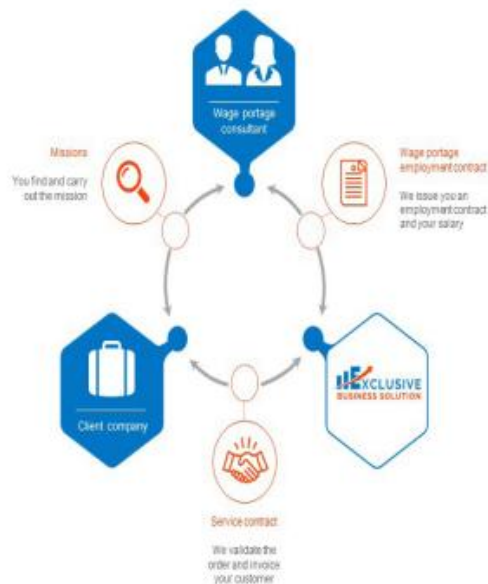 Wage portage
consultant
Missions
You find and carry
out the mission
Wage portage
employment contract
We issue you an
employment contract
and your salary
Client company
EXCLUSIVE
BUSINESS SOLUTION
Service contract
We validate the
order and invoice
your customer